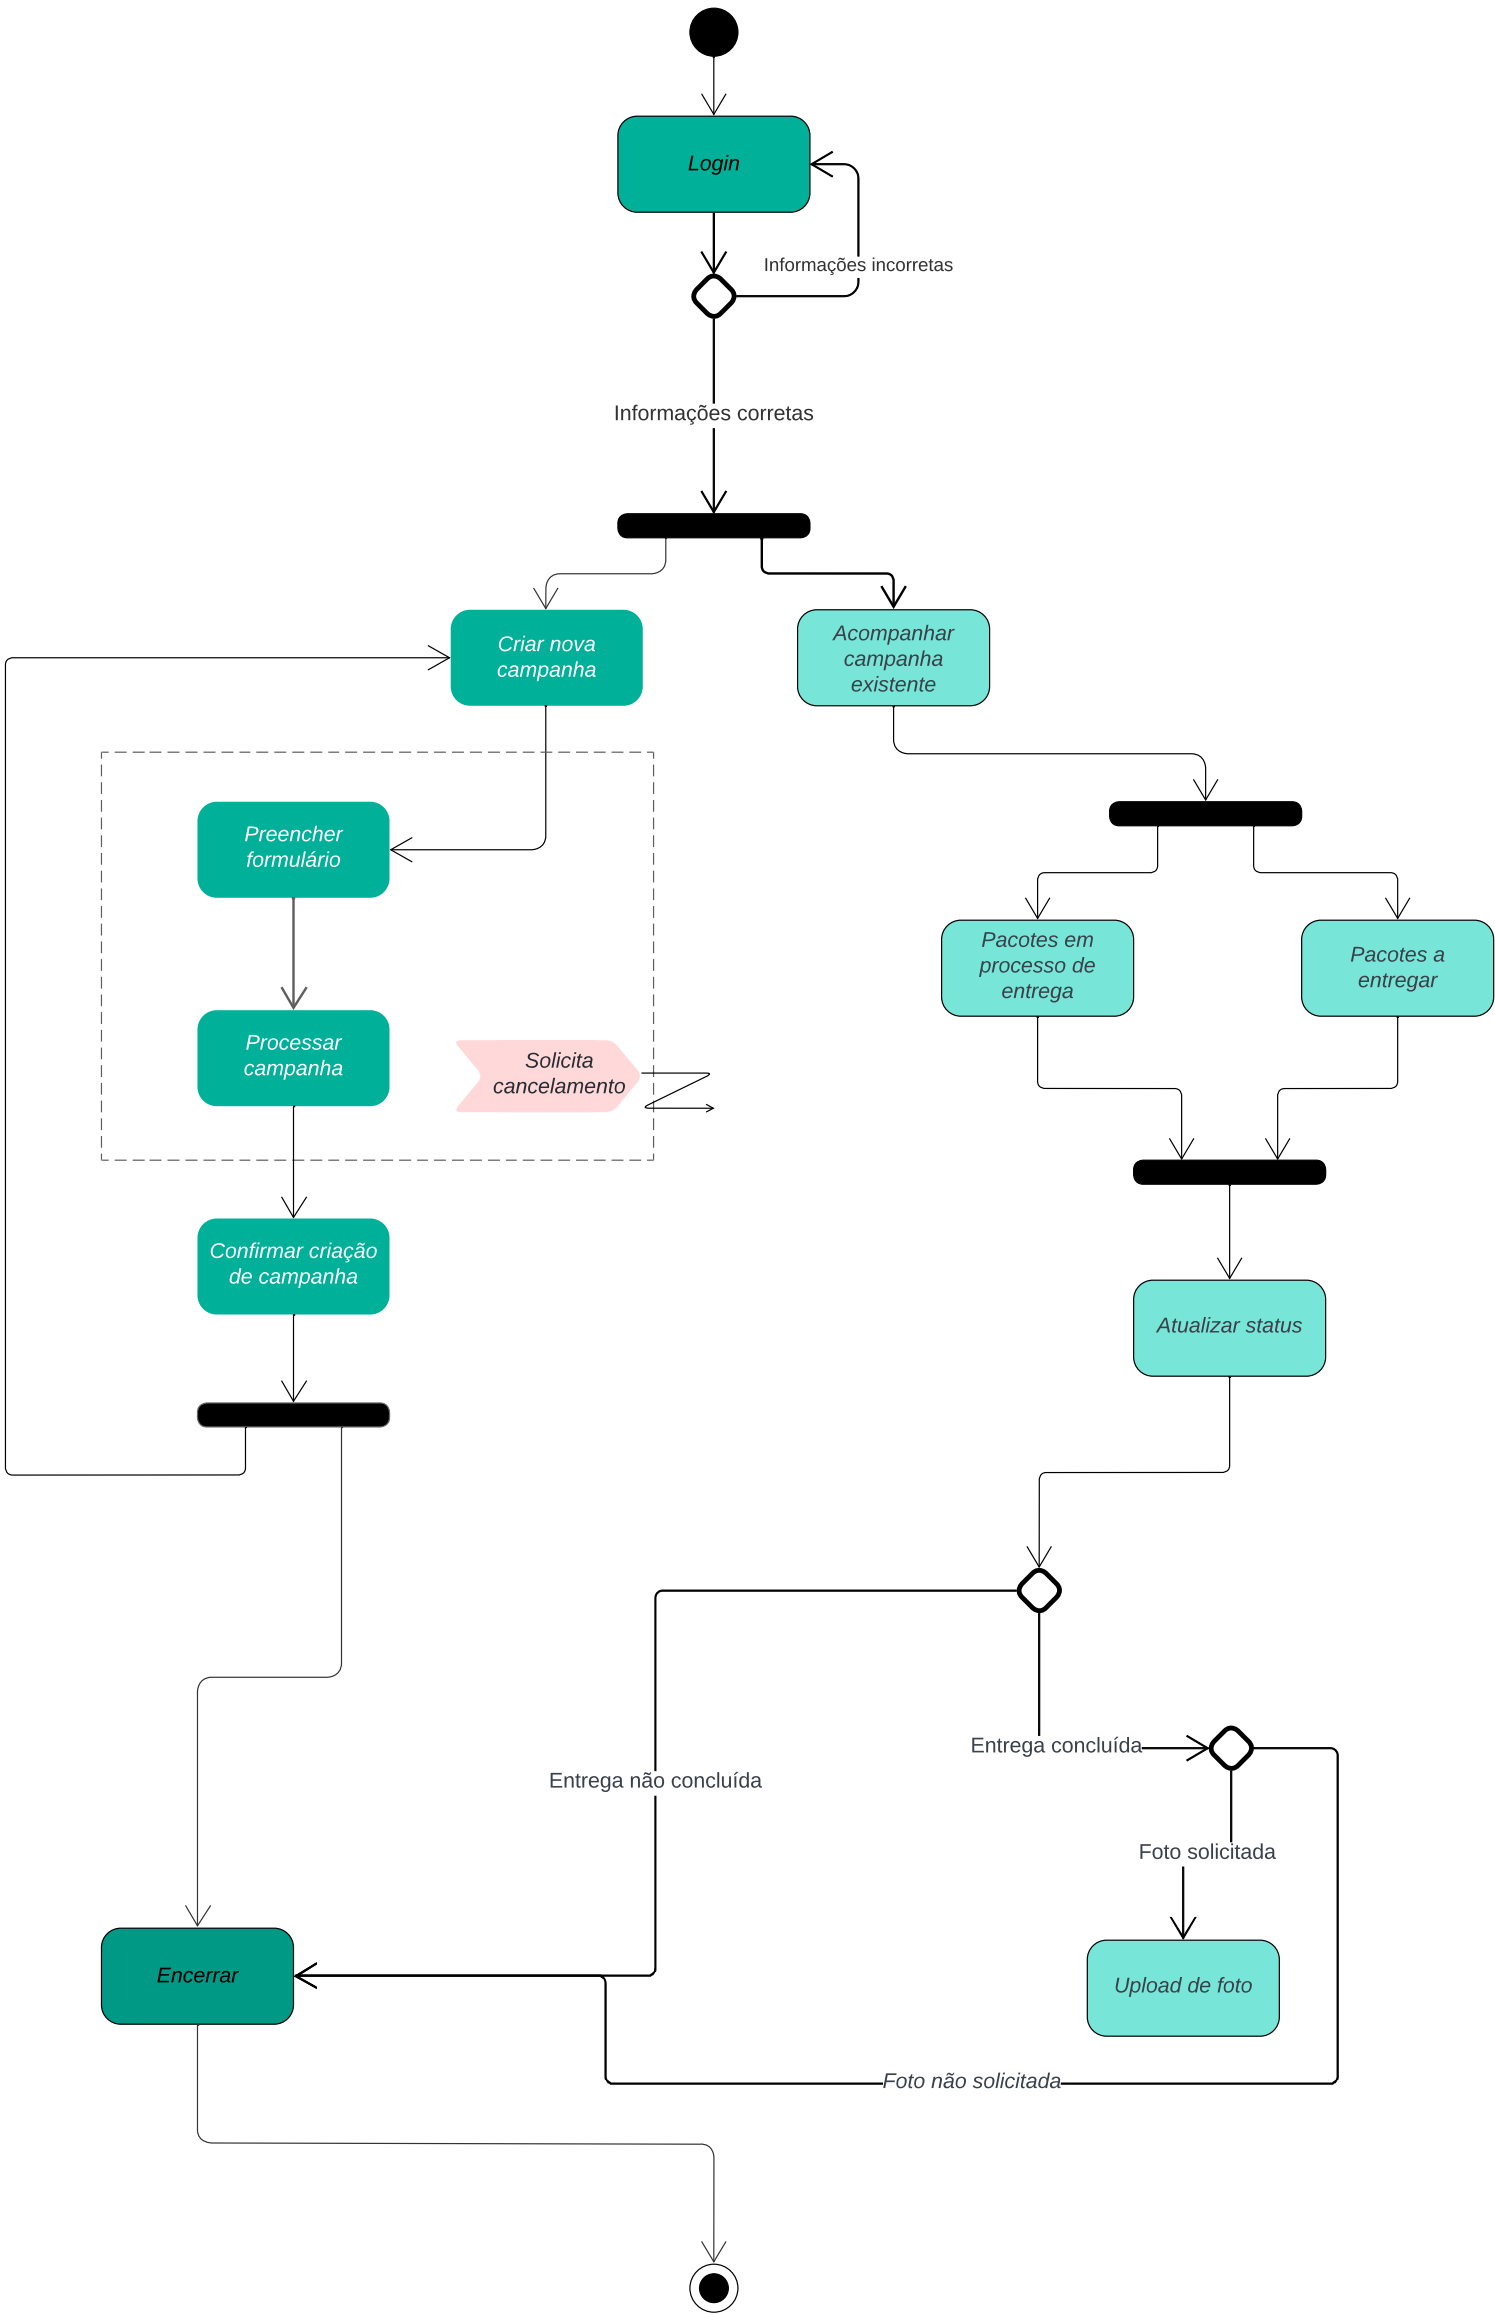 Login
Informações incorretas
Informações corretas
Criar nova
campanha
Acompanhar
campanha
existente
Preencher
formulário
Pacotes em
processo de
entrega
Pacotes a
entregar
Processar
campanha
Solicita
cancelamento
Confirmar criação
de campanha
Atualizar status
Entrega concluída
Entrega não concluída
Foto solicitada
Encerrar
Upload de foto
Foto não solicitada